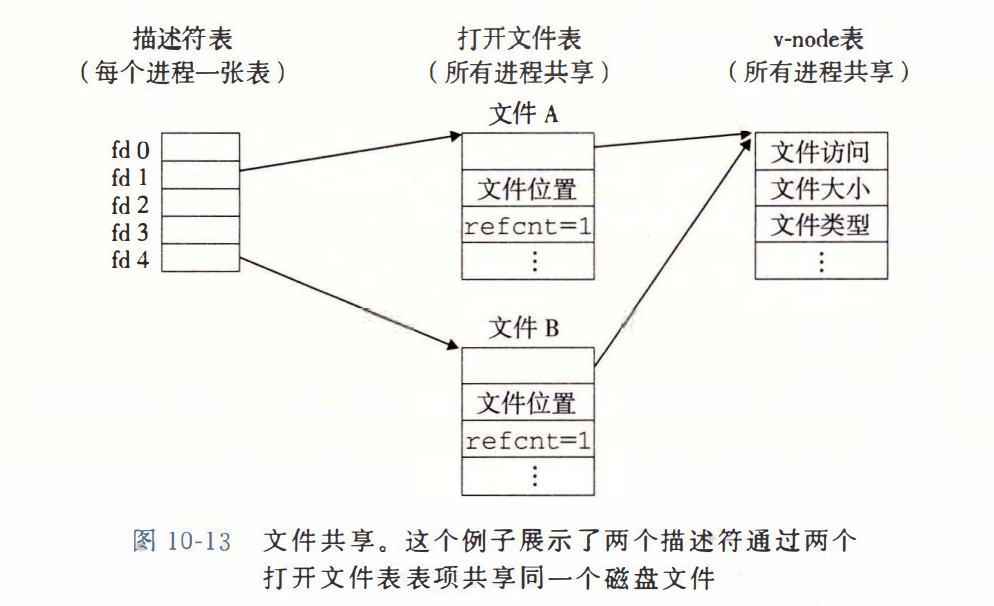 描述符表
(每个进程一张表)
打开文件表
(所有进程共享)
v-node表
(所有进程共享)
文件 A
fd 0
fd 1
fd 2
fd 3
fd 4
文件位置
refcnt=1
⋮
文件访问
文件大小
文件类型
⋮
文件 B
文件位置
refcnt=1
⋮
图 10-13 文件共享。这个例子展示了两个描述符通过两个
打开文件表表项共享同一个磁盘文件